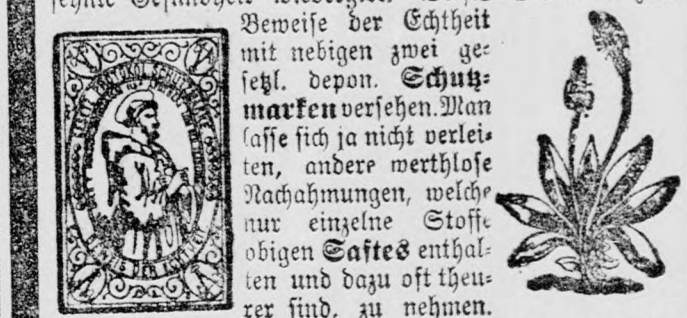 Gesundheit
Beweise der Echtheit
mit nebigen zwei ge-
setzl. depon. Schutz-
marken versehen. Man
lasse sich ja nicht verlei-
ten, andere werthlose
Nachahmungen, welche
nur einzelne Stoffe
obigen Saftes enthal-
ten und dazu oft theu-
rer sind, zu nehmen.